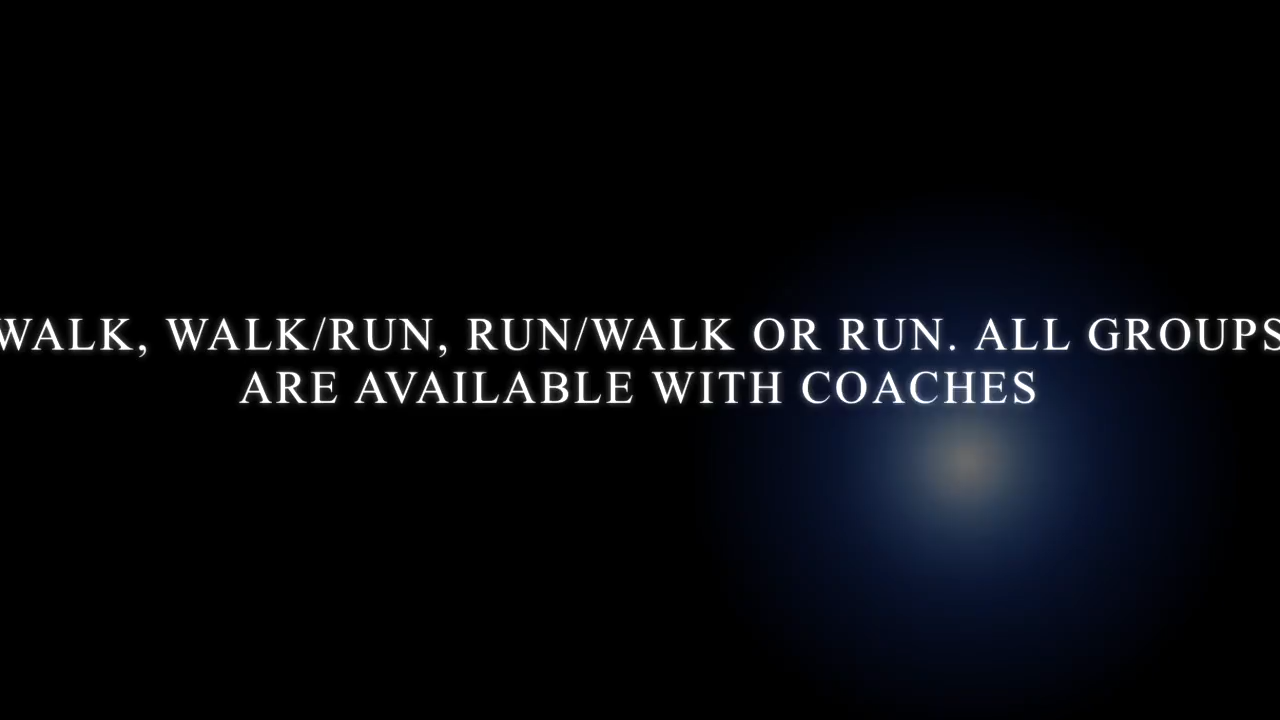 WALK, WALK/RUN, RUN/WALK OR RUN. ALL GROUPS
ARE AVAILABLE WITH COACHES